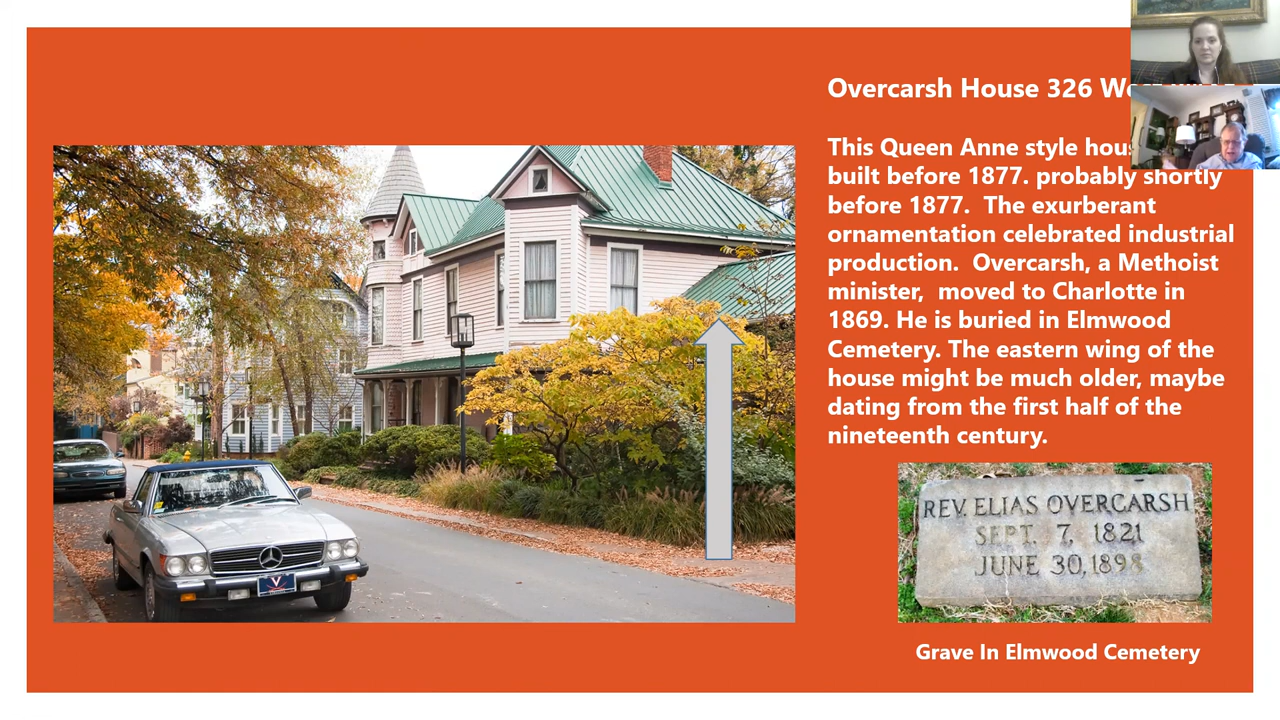 Overcarsh House 326
This Queen Anne style
built before 1877. probably shortly
before 1877. The exurberant
ornamentation celebrated industrial
production. Overcarsh, a Methoist
minister, moved to Charlotte in
1869. He is buried in Elmwood
Cemetery. The eastern wing of the
house might be much older, maybe
dating from the first half of the
nineteenth century.
REV. ELIAS OVERCARSH
SEPT. 7, 1821
JUNE 30, 1898
Grave In Elmwood Cemetery